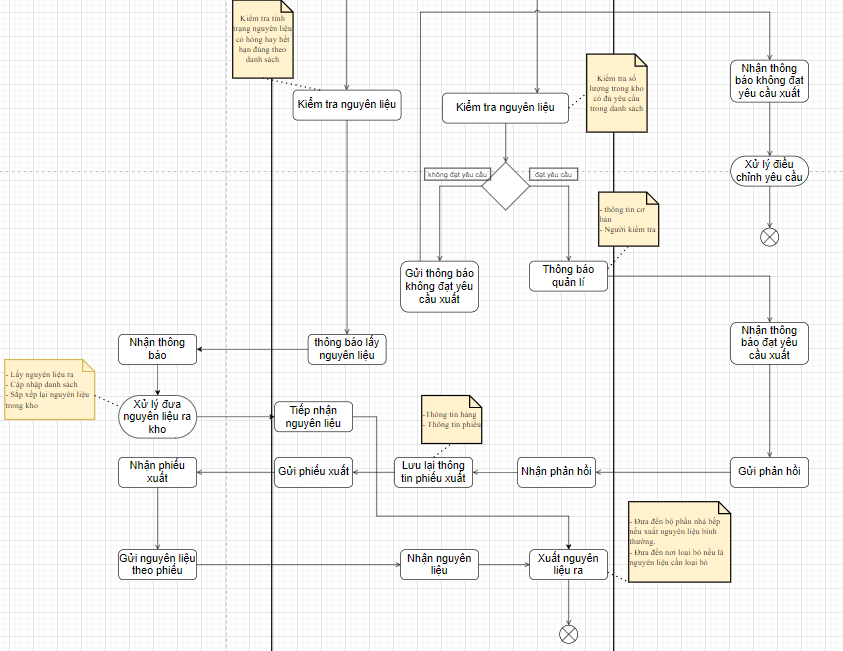 Kiểm tra tình
trạng nguyên liệu
có hỏng hay hết
hạn đúng theo
danh sách
Kiểm tra nguyên liệu
Kiểm tra nguyên liệu
Kiểm tra số
lượng trong kho
có đủ yêu cầu
trong danh sách
Nhận thông
báo không đạt
yêu cầu xuất
không đạt yêu cầu
đạt yêu cầu
Xử lý điều
chỉnh yêu cầu
- thông tin cơ
bản
- Người kiểm tra
Gửi thông báo
không đạt yêu
cầu xuất
Thông báo
quản lí
Nhận thông
báo
thông báo lấy
nguyên liệu
Nhận thông
báo đạt yêu
cầu xuất
- Lấy nguyên liệu ra
- Cập nhập danh sách
- Sắp xếp lại nguyên liệu
trong kho
Xử lý đưa
nguyên liệu ra
kho
Tiếp nhận
nguyên liệu
-Thông tin hàng
- Thông tin phiếu
Nhận phiếu
xuất
Gửi phiếu xuất
Lưu lại thông
tin phiếu xuất
Nhận phản hồi
Gửi phản hồi
- Đưa đến bộ phần nhà bếp
nếu xuất nguyên liệu bình
thường.
- Đưa đến nơi loại bỏ nếu là
nguyên liệu cần loại bỏ
Gửi nguyên liệu
theo phiếu
Nhận nguyên
liệu
Xuất nguyên
liệu ra